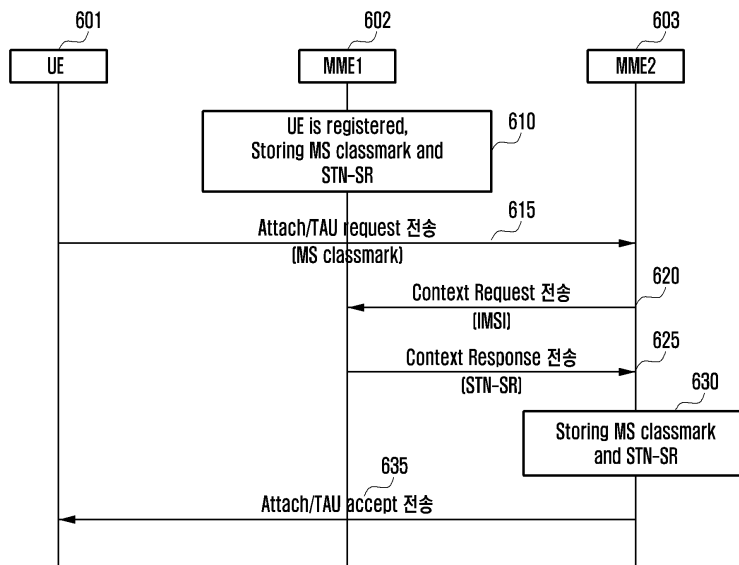 601
602
603
UE
MME1
MME2
610
UE is registered,
Storing MS classmark and
STN-SR
615
Attach/TAU request 전송
(MS classmark)
620
Context Request 전송
(IMSI)
625
Context Response 전송
(STN-SR)
630
Storing MS classmark
and STN-SR
635
Attach/TAU accept 전송